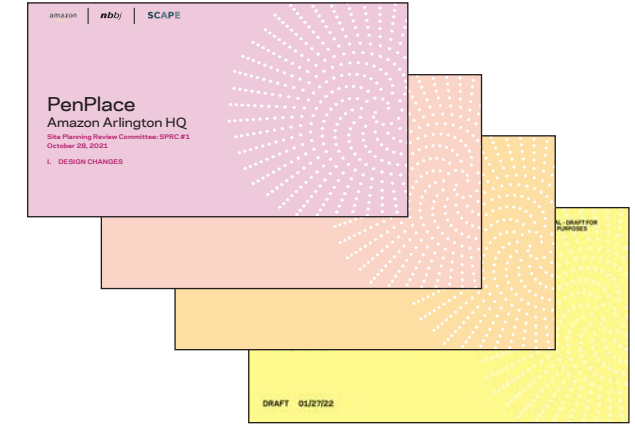 amazon nbbj SCAPE
PenPlace
Amazon Arlington HQ
Site Planning Review Committee: SPRC #1
October 28, 2021
I. DESIGN CHANGES
AL - DRAFT FOR
PURPOSES
DRAFT 01/27/22